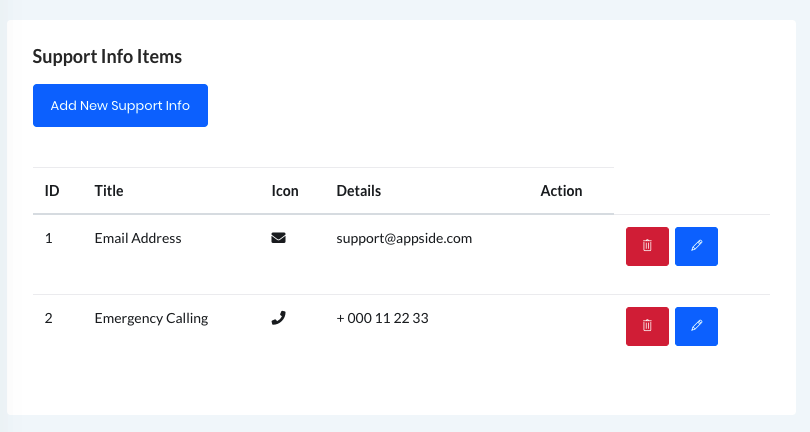 Support Info Items
Add New Support Info
ID Title Icon Details Action
1 Email Address support@appside.com
2 Emergency Calling + 000 11 22 33